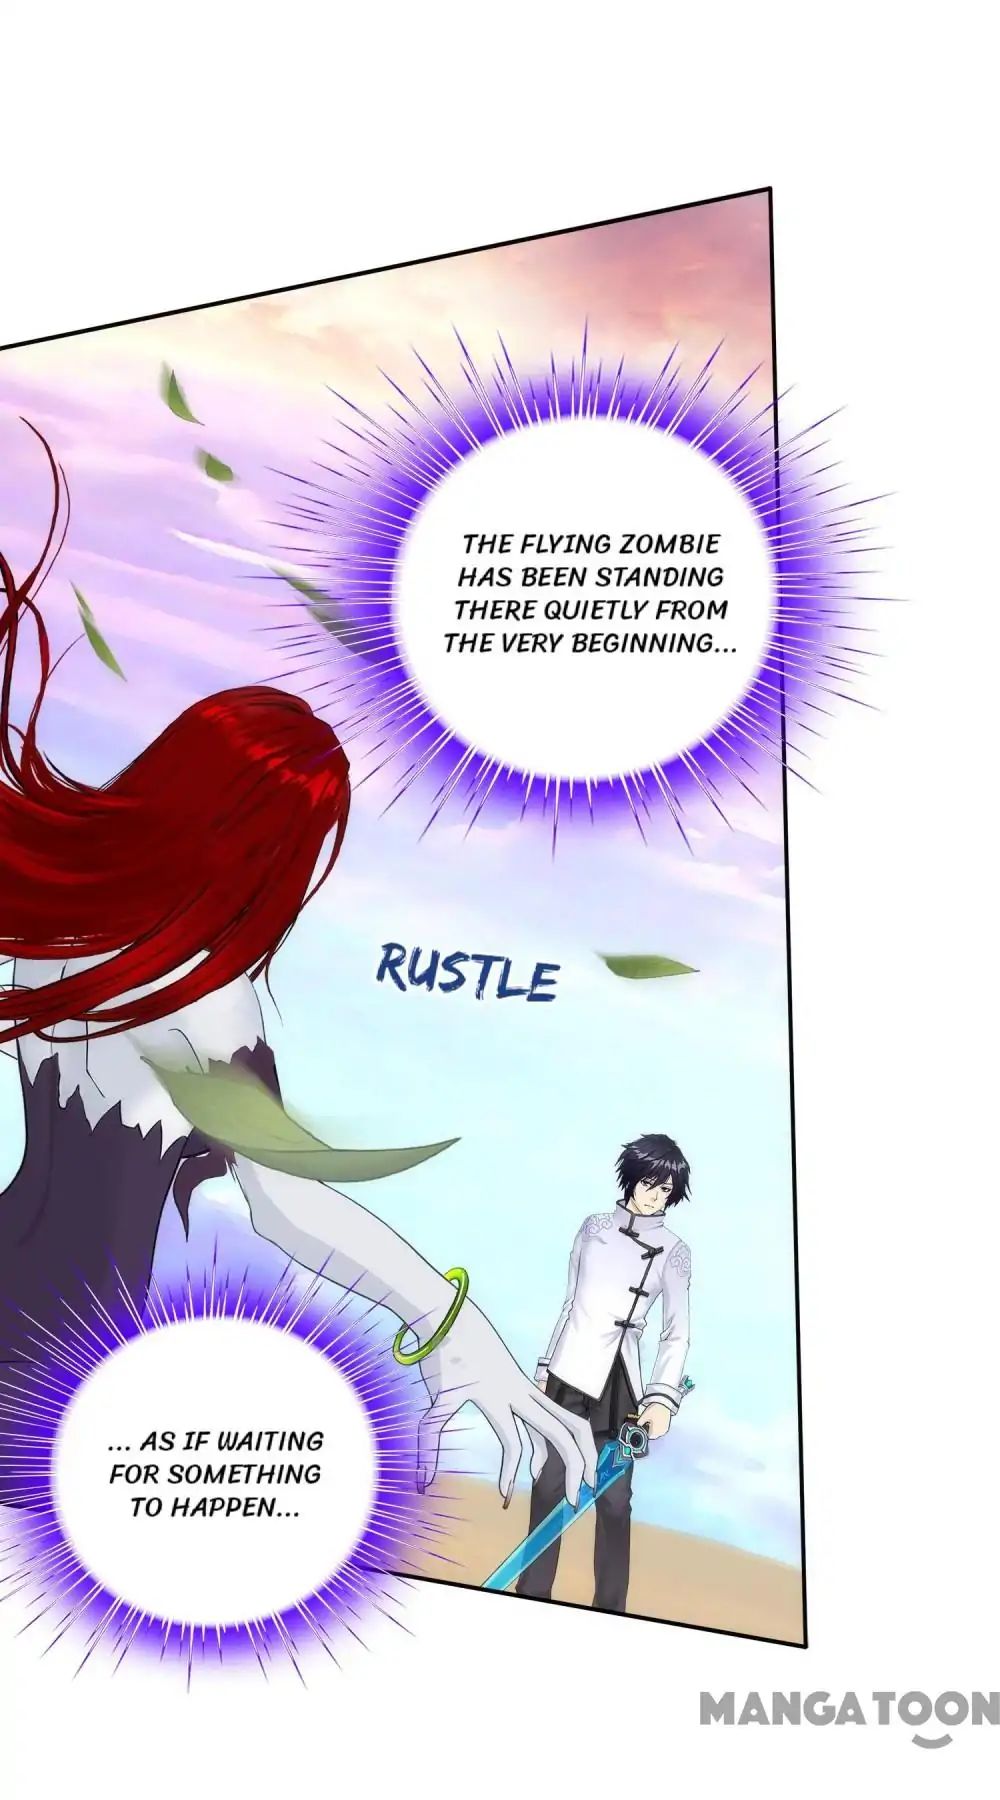 THE FLYING ZOMBIE
HAS BEEN STANDING
THERE QUIETLY FROM
THE VERY BEGINNING...
RUSTLE
... AS IF WAITING
FOR SOMETHING
TO HAPPEN...
MANGATOON